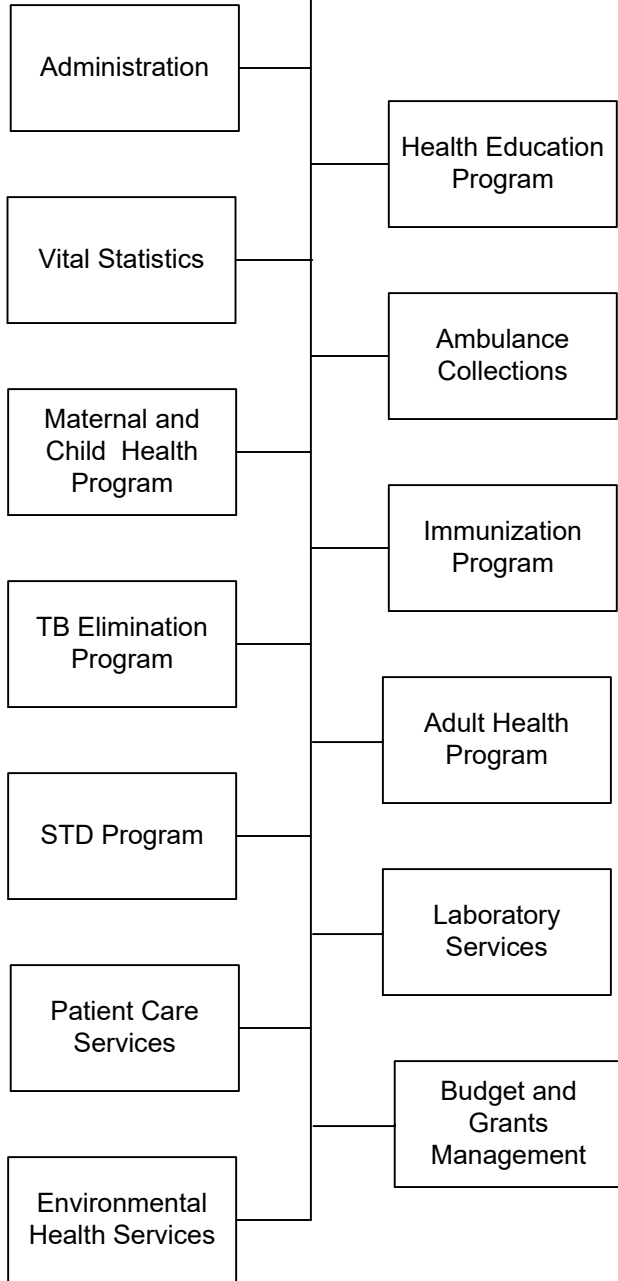 Administration
Health Education
Program
Vital Statistics
Ambulance
Collections
Maternal and
Child Health
Program
Immunization
Program
TB Elimination
Program
Adult Health
Program
STD Program
Laboratory
Services
Patient Care
Services
Budget and
Grants
Management
Environmental
Health Services